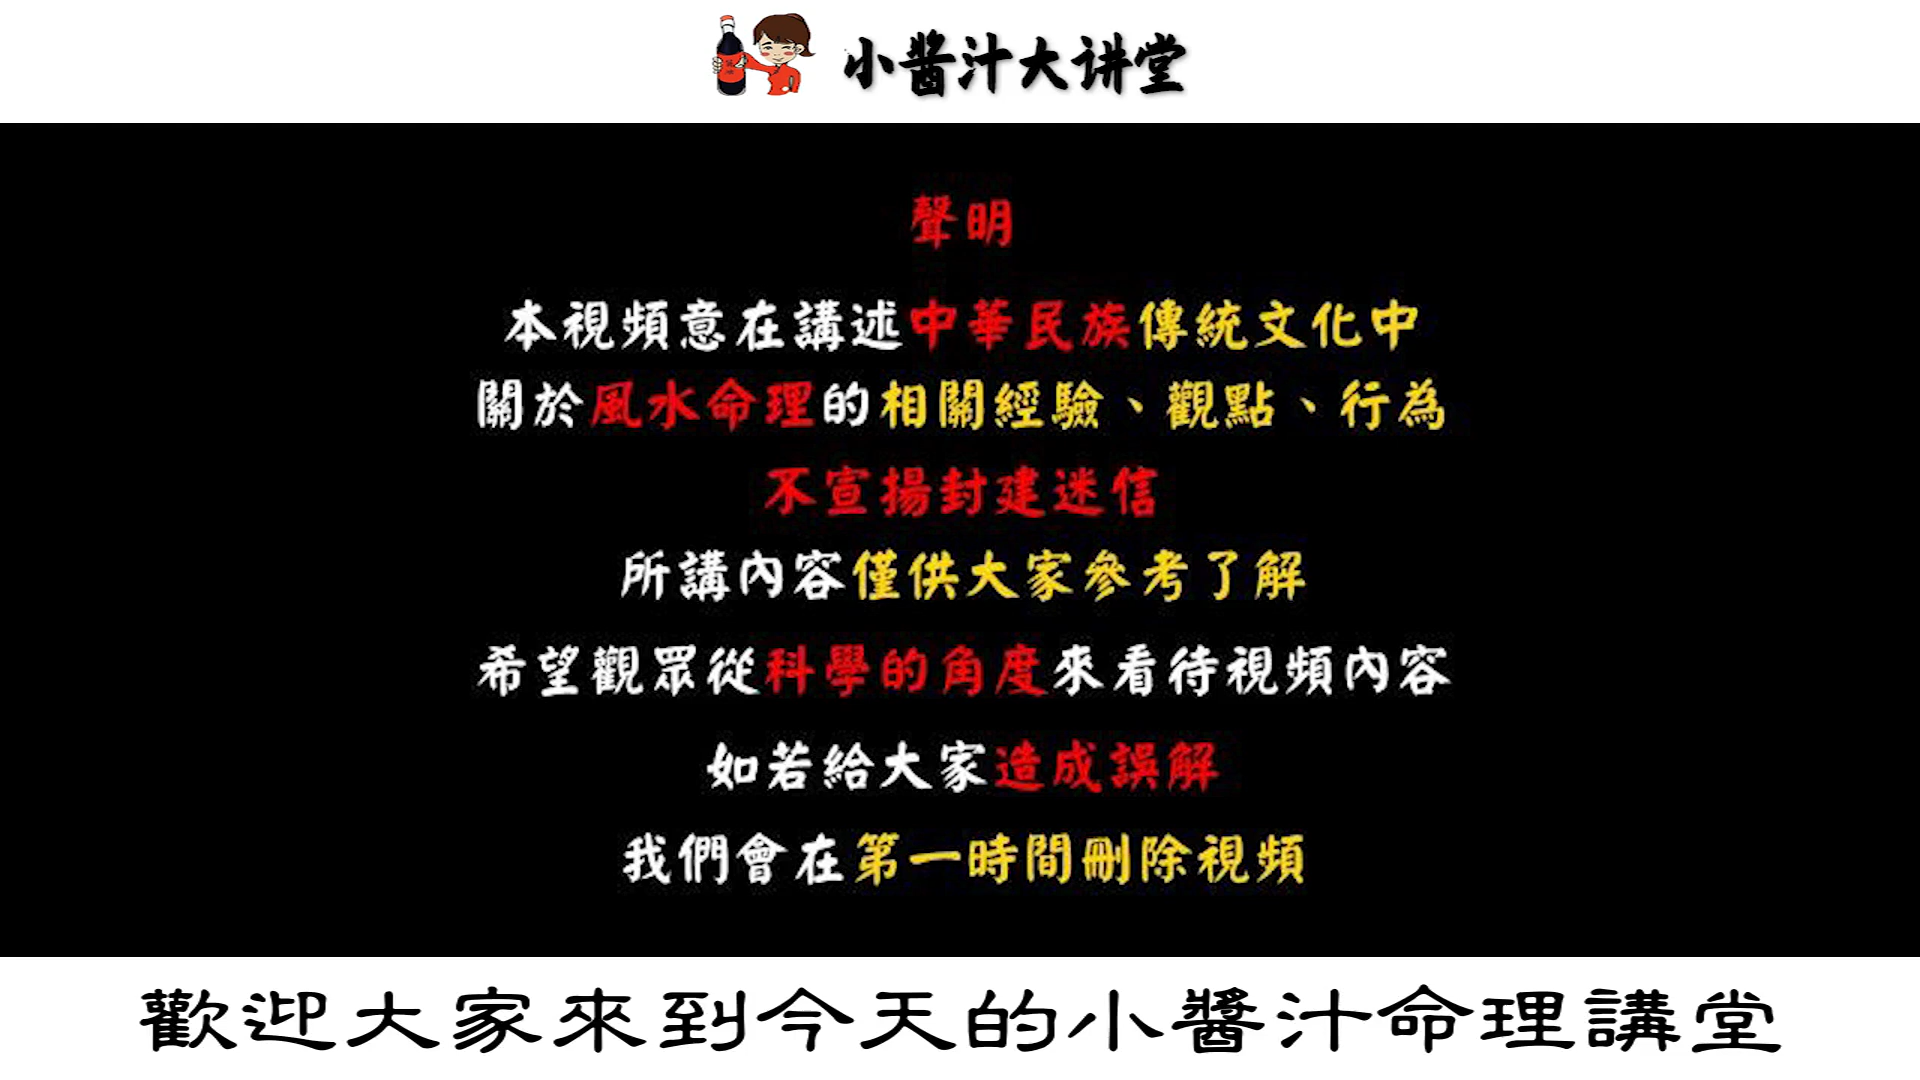 小酱汁大讲堂
聲明
本視頻意在講述中華民族傳統文化中
關於風水命理的相關經驗、觀點、行為
不宣揚封建迷信
所講內容僅供大家參考了解
希望觀眾從科學的角度來看待視頻內容
如若給大家造成誤解
我們會在第一時間刪除視頻
歡迎大家來到今天的小醬汁命理講堂